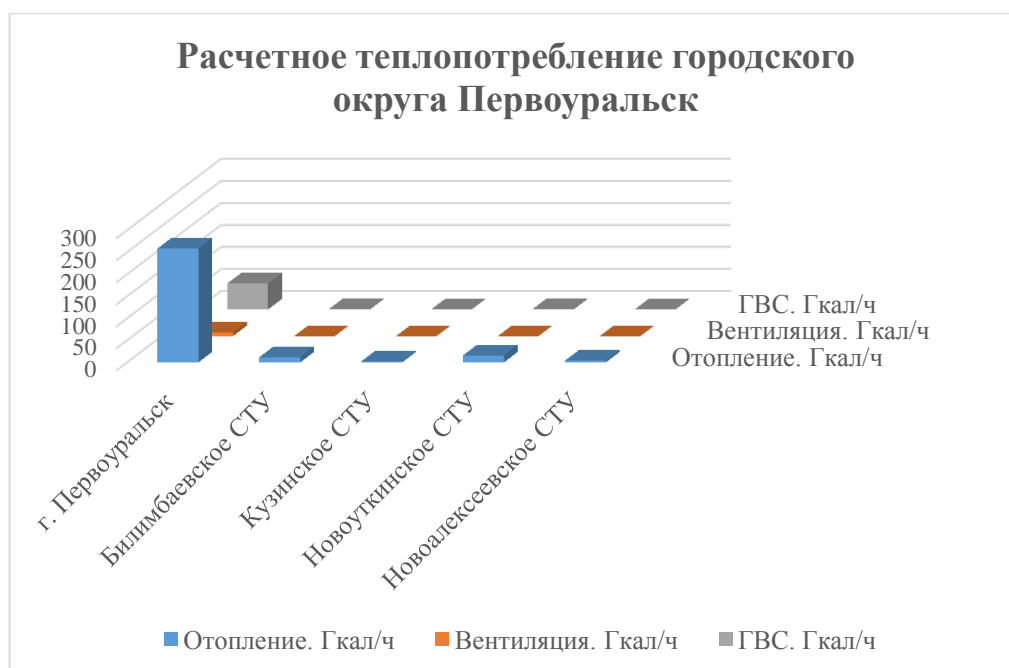 Расчетное теплопотребление городского
округа Первоуральск
300
250
200
150
100
50
0
ГВС. Гкал/ч
Вентиляция. Гкал/ч
Отопление. Гкал/ч
г. Первоуральск
Билимбаевское СТУ
Кузинское СТУ
Новоуткинское СТУ
Новоалексеевское СТУ
Отопление. Гкал/ч Вентиляция. Гкал/ч ГВС. Гкал/ч